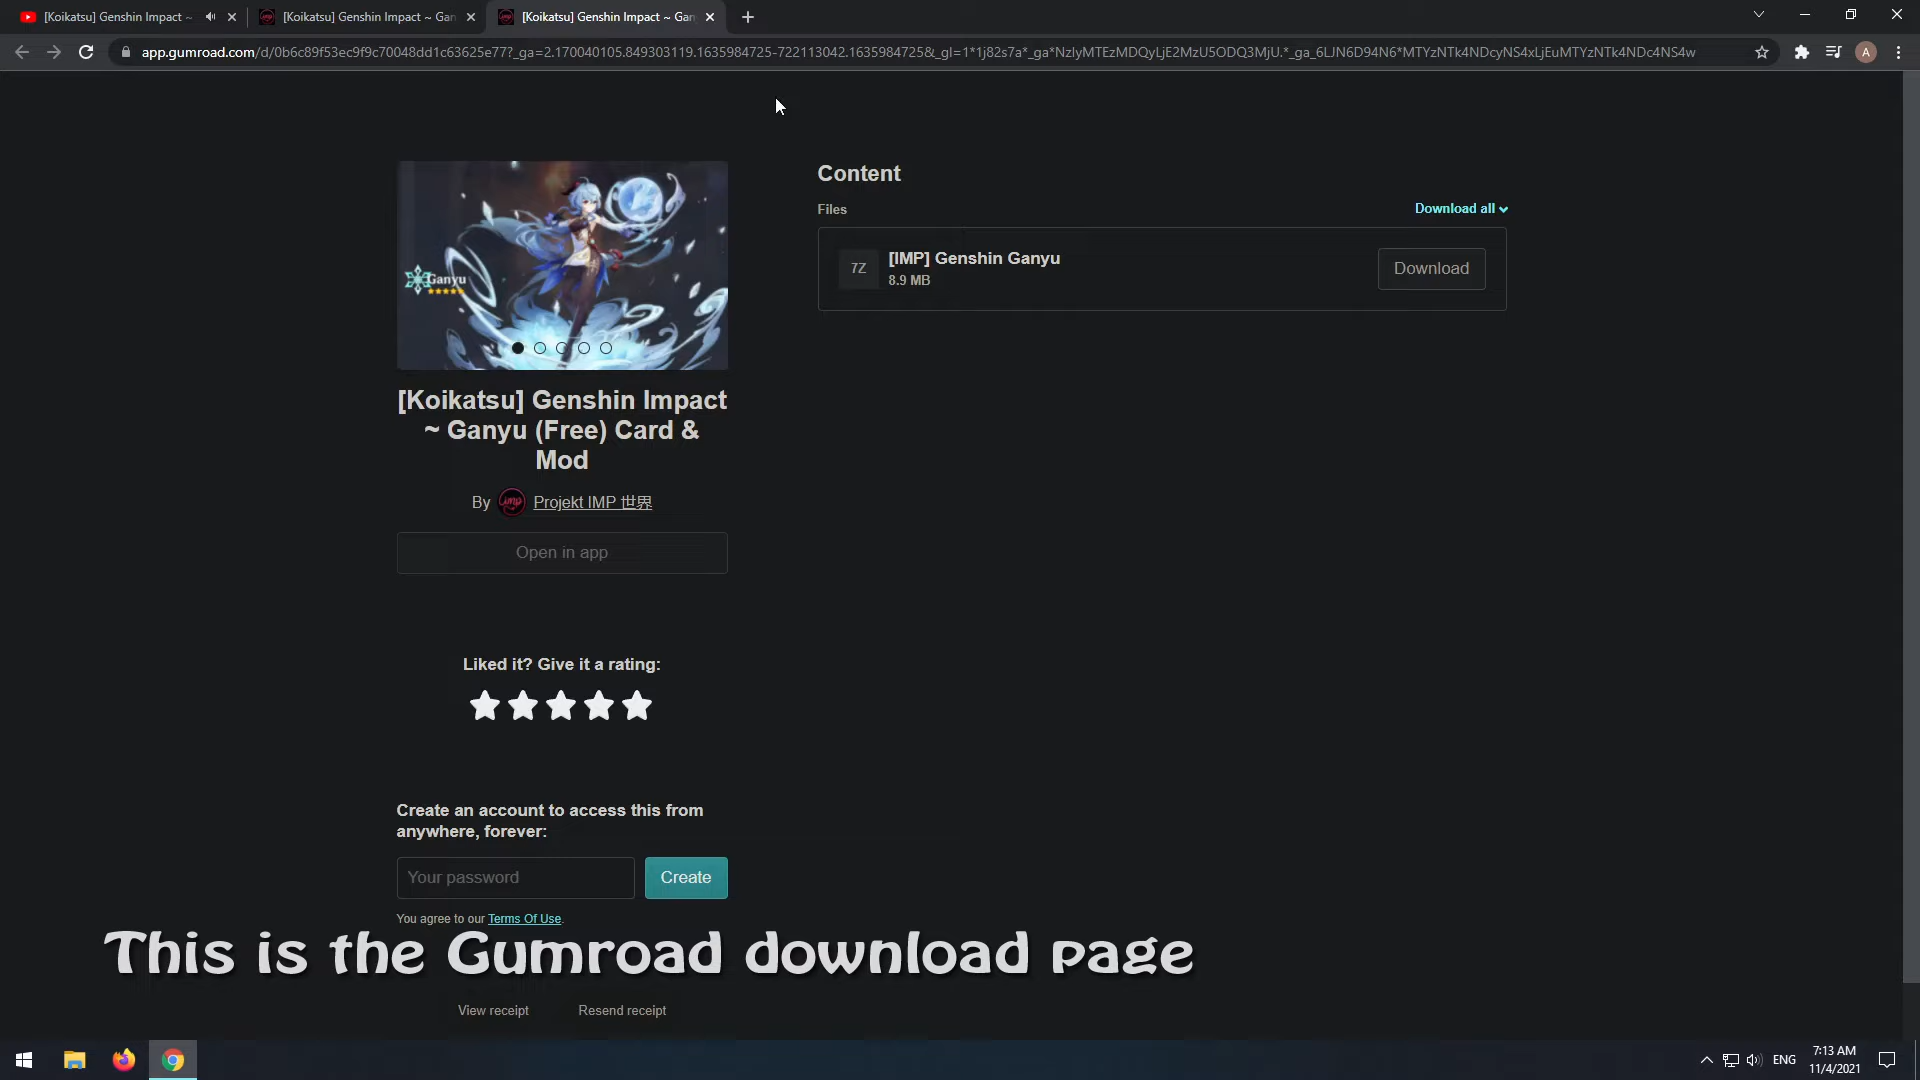 [Koikatsu] Genshin Impact ~
[Koikatsu] Genshin Impact ~ Gan
[Koikatsu] Genshin Impact ~ Gan
app.gumroad.com/d/0b6c89f53ec9f9c70048dd1c63625e77?_ga=2.170040105.849303119.1635984725-722113042.1635984725&_gl=1*1j82s7a*_ga*NzIyMTEzMDQyLjE2MzU5ODQ3MjU.*_ga_6LJN6D94N6*MTYzNTk4NDcyNS4xLjEuMTYzNTk4NDc4NS4w
A
Ganyu
[Koikatsu] Genshin Impact
~ Ganyu (Free) Card &
Mod
By imp Projekt IMP 世界
Open in app
Liked it? Give it a rating:
Create an account to access this from
anywhere, forever:
Your password
Create
You agree to our Terms Of Use.
View receipt
Resend receipt
Content
Files
Download all
7Z
[IMP] Genshin Ganyu
8.9 MB
Download
This is the Gumroad download page
ENG
7:13 AM
11/4/2021